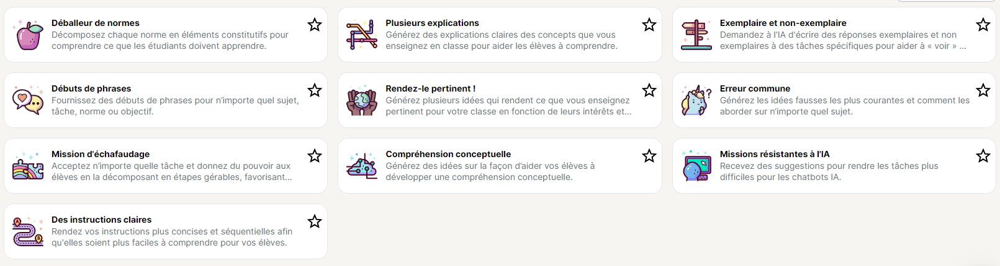 Déballeur de normes
Décomposez chaque norme en éléments constitutifs pour
comprendre ce que les étudiants doivent apprendre.
Plusieurs explications
Générez des explications claires des concepts que vous
enseignez en classe pour aider les élèves à comprendre.
Exemplaire et non-exemplaire
Demandez à l'IA d'écrire des réponses exemplaires et non
exemplaires à des tâches spécifiques pour aider à « voir » ...
Débuts de phrases
Fournissez des débuts de phrases pour n’importe quel sujet,
tâche, norme ou objectif.
Rendez-le pertinent !
Générez plusieurs idées qui rendent ce que vous enseignez
pertinent pour votre classe en fonction de leurs intérêts et...
Erreur commune
Générez les idées fausses les plus courantes et comment les
aborder sur n’importe quel sujet.
Mission d'échafaudage
Acceptez n’importe quelle tâche et donnez du pouvoir aux
élèves en la décomposant en étapes gérables, favorisant...
Compréhension conceptuelle
Générez des idées sur la façon d’aider vos élèves à
développer une compréhension conceptuelle.
Missions résistantes à l'IA
Recevez des suggestions pour rendre les tâches plus
difficiles pour les chatbots IA.
Des instructions claires
Rendez vos instructions plus concises et séquentielles afin
qu'elles soient plus faciles à comprendre pour vos élèves.
A
B